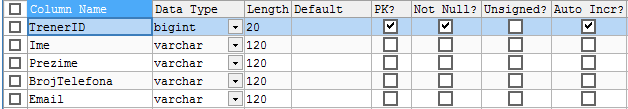 Column Name Data Type Length Default PK? Not Null? Unsigned? Auto Incr?
TrenerID bigint 20
Ime varchar 120
Prezime varchar 120
BrojTelefona varchar 120
Email varchar 120